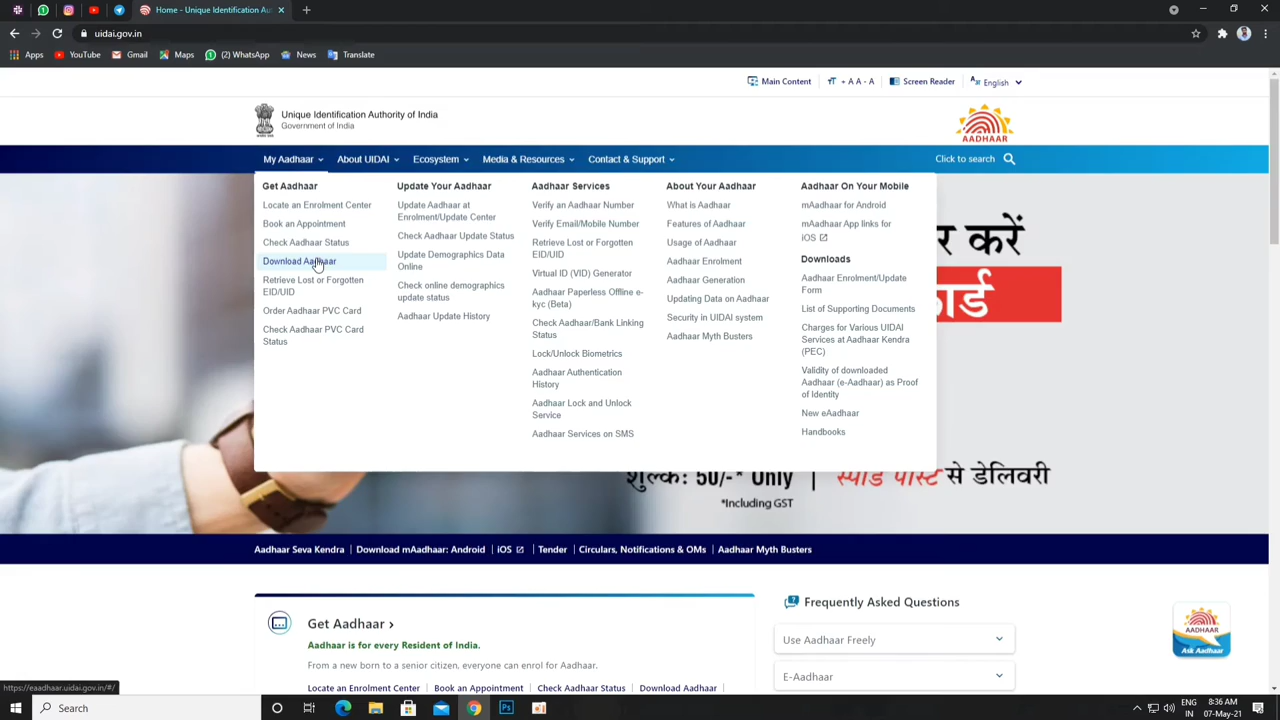 Home - Unique Identification Au
uidai.gov.in
Apps YouTube Gmail Maps (2) WhatsApp News Translate
Main Content + A A - A Screen Reader English
Unique Identification Authority of India
Government of India
AADHAAR
My Aadhaar About UIDAI Ecosystem Media & Resources Contact & Support Click to search
Get Aadhaar
Locate an Enrolment Center
Book an Appointment
Check Aadhaar Status
Download Aadhaar
Retrieve Lost or Forgotten
EID/UID
Order Aadhaar PVC Card
Check Aadhaar PVC Card
Status
Update Your Aadhaar
Update Aadhaar at
Enrolment/Update Center
Check Aadhaar Update Status
Update Demographics Data
Online
Check online demographics
update status
Aadhaar Update History
Aadhaar Services
Verify an Aadhaar Number
Verify Email/Mobile Number
Retrieve Lost or Forgotten
EID/UID
Virtual ID (VID) Generator
Aadhaar Paperless Offline e-
kyc (Beta)
Check Aadhaar/Bank Linking
Status
Lock/Unlock Biometrics
Aadhaar Authentication
History
Aadhaar Lock and Unlock
Service
Aadhaar Services on SMS
About Your Aadhaar
What is Aadhaar
Features of Aadhaar
Usage of Aadhaar
Aadhaar Enrolment
Aadhaar Generation
Updating Data on Aadhaar
Security in UIDAI system
Aadhaar Myth Busters
Aadhaar On Your Mobile
mAadhaar for Android
mAadhaar App links for
iOS
Downloads
Aadhaar Enrolment/Update
Form
List of Supporting Documents
Charges for Various UIDAI
Services at Aadhaar Kendra
(PEC)
Validity of downloaded
Aadhaar (e-Aadhaar) as Proof
of Identity
New eAadhaar
Handbooks
र करें
शुल्क: 50/-* Only | स्पीड पोस्ट से डेलिवरी
*Including GST
Aadhaar Seva Kendra | Download mAadhaar: Android | iOS | Tender | Circulars, Notifications & OMs | Aadhaar Myth Busters
Get Aadhaar >
Aadhaar is for every Resident of India.
From a new born to a senior citizen, everyone can enrol for Aadhaar.
Locate an Enrolment Center | Book an Appointment | Check Aadhaar Status | Download Aadhaar |
Frequently Asked Questions
Use Aadhaar Freely
E-Aadhaar
AADHAAR
Ask Aadhaar
https://eaadhaar.uidai.gov.in/#/
Search
ENG
IN
8:36 AM
07-May-21